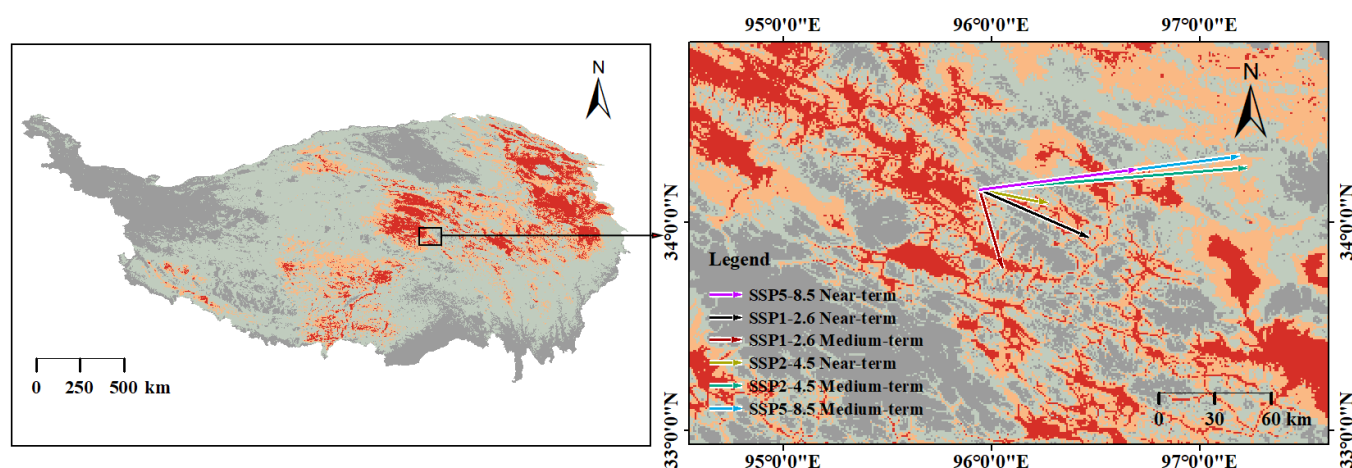 N
0 250 500 km
95°0'0"E 96°0'0"E 97°0'0"E
N
34°0'0"N
34°0'0"N
Legend
SSP5-8.5 Near-term
SSP1-2.6 Near-term
SSP1-2.6 Medium-term
SSP2-4.5 Near-term
SSP2-4.5 Medium-term
SSP5-8.5 Medium-term
0 30 60 km
33°0'0"N
33°0'0"N
95°0'0"E 96°0'0"E 97°0'0"E